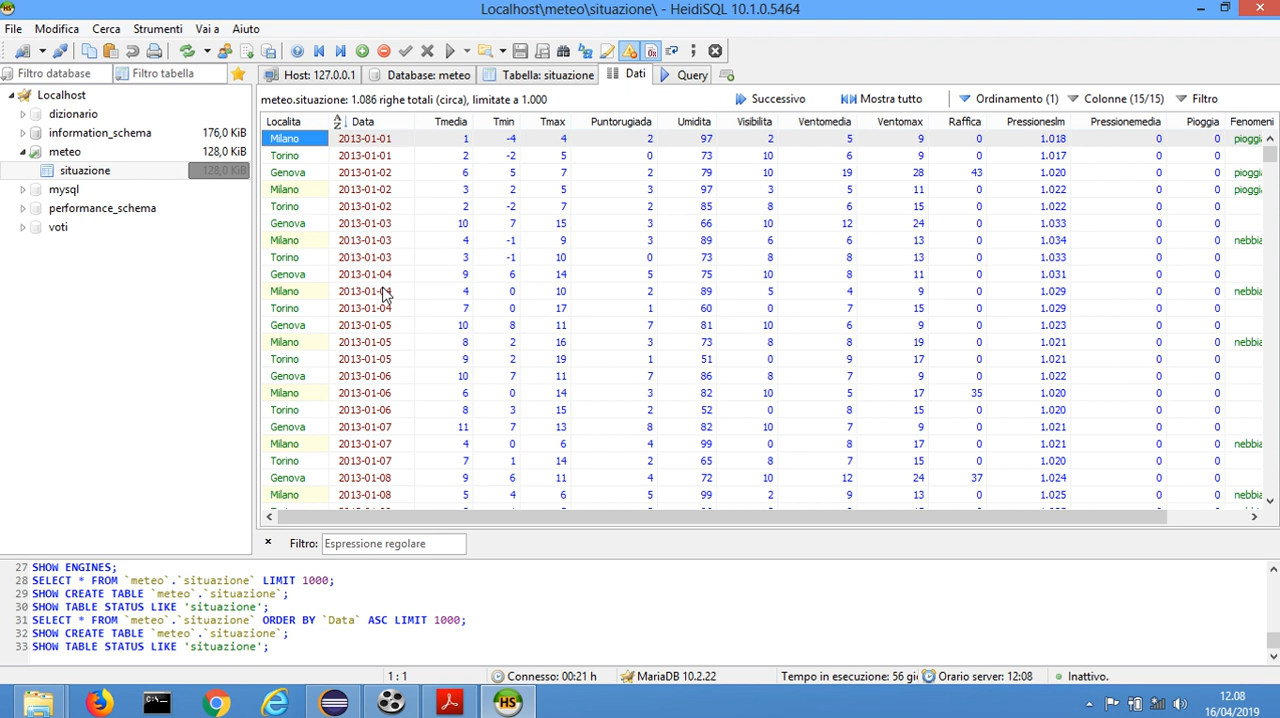 Localhost\meteo\situazione\ - HeidiSQL 10.1.0.5464
File Modifica Cerca Strumenti Vai a Aiuto
Filtro database Filtro tabella
Host: 127.0.0.1 Database: meteo Tabella: situazione Dati Query
Localhost
dizionario
information_schema 176,0 KiB
meteo 128,0 KiB
situazione 128,0 KiB
mysql
performance_schema
voti
meteo.situazione: 1.086 righe totali (circa), limitate a 1.000 Successivo Mostra tutto Ordinamento (1) Colonne (15/15) Filtro
Localita Data Tmedia Tmin Tmax Puntorugiada Umidita Visibilita Ventomedia Ventomax Raffica Pressioneslm Pressionemedia Pioggia Fenomeni
Milano 2013-01-01 1 -4 4 2 97 2 5 9 0 1.018 0 0 pioggi
Torino 2013-01-01 2 -2 5 0 73 10 6 9 0 1.017 0 0
Genova 2013-01-02 6 5 7 2 79 10 19 28 43 1.020 0 0 pioggi
Milano 2013-01-02 3 2 5 3 97 3 5 11 0 1.022 0 0 pioggi
Torino 2013-01-02 2 -2 7 2 85 8 6 15 0 1.022 0 0
Genova 2013-01-03 10 7 15 3 66 10 12 24 0 1.033 0 0
Milano 2013-01-03 4 -1 9 3 89 6 6 13 0 1.034 0 0 nebbi
Torino 2013-01-03 3 -1 10 0 73 8 8 13 0 1.033 0 0
Genova 2013-01-04 9 6 14 5 75 10 8 11 0 1.031 0 0
Milano 2013-01-04 4 0 10 2 89 5 4 9 0 1.029 0 0 nebbi
Torino 2013-01-04 7 0 17 1 60 0 7 15 0 1.029 0 0
Genova 2013-01-05 10 8 11 7 81 10 6 9 0 1.023 0 0
Milano 2013-01-05 8 2 16 3 73 8 8 19 0 1.021 0 0 nebbi
Torino 2013-01-05 9 2 19 1 51 0 9 17 0 1.021 0 0
Genova 2013-01-06 10 7 11 7 86 8 7 9 0 1.022 0 0
Milano 2013-01-06 6 0 14 3 82 10 5 17 35 1.020 0 0
Torino 2013-01-06 8 3 15 2 52 0 8 15 0 1.020 0 0
Genova 2013-01-07 11 7 13 8 82 10 7 9 0 1.021 0 0
Milano 2013-01-07 4 0 6 4 99 0 8 17 0 1.021 0 0 nebbi
Torino 2013-01-07 7 1 14 2 65 8 7 15 0 1.020 0 0
Genova 2013-01-08 9 6 11 4 72 10 12 24 37 1.024 0 0
Milano 2013-01-08 5 4 6 5 99 2 9 13 0 1.025 0 0 nebbi
Filtro: Espressione regolare
27 SHOW ENGINES;
28 SELECT * FROM `meteo`.`situazione` LIMIT 1000;
29 SHOW CREATE TABLE `meteo`.`situazione`;
30 SHOW TABLE STATUS LIKE 'situazione';
31 SELECT * FROM `meteo`.`situazione` ORDER BY `Data` ASC LIMIT 1000;
32 SHOW CREATE TABLE `meteo`.`situazione`;
33 SHOW TABLE STATUS LIKE 'situazione';
1 : 1 Connesso: 00:21 h MariaDB 10.2.22 Tempo in esecuzione: 56 gi Orario server: 12:08 Inattivo.
HS
12.08
16/04/2019